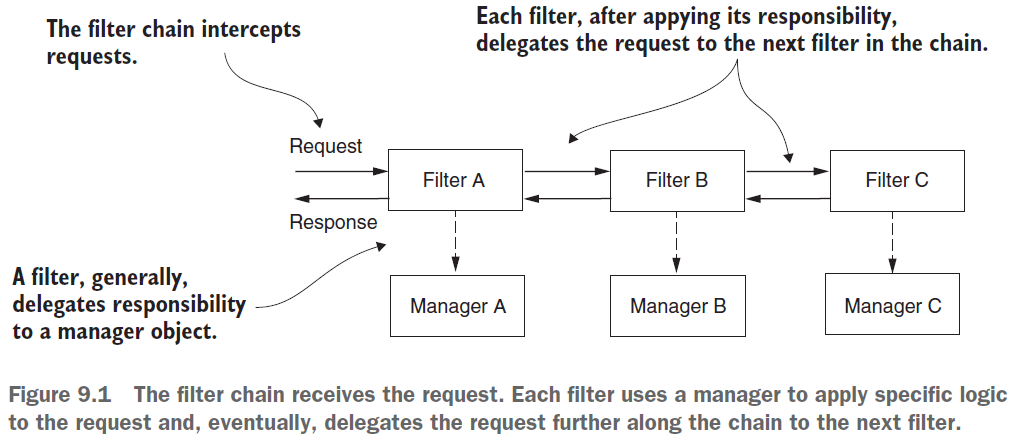 The filter chain intercepts
requests.
Each filter, after appying its responsibility,
delegates the request to the next filter in the chain.
Request
Filter A
Filter B
Filter C
Response
A filter, generally,
delegates responsibility
to a manager object.
Manager A
Manager B
Manager C
Figure 9.1 The filter chain receives the request. Each filter uses a manager to apply specific logic
to the request and, eventually, delegates the request further along the chain to the next filter.